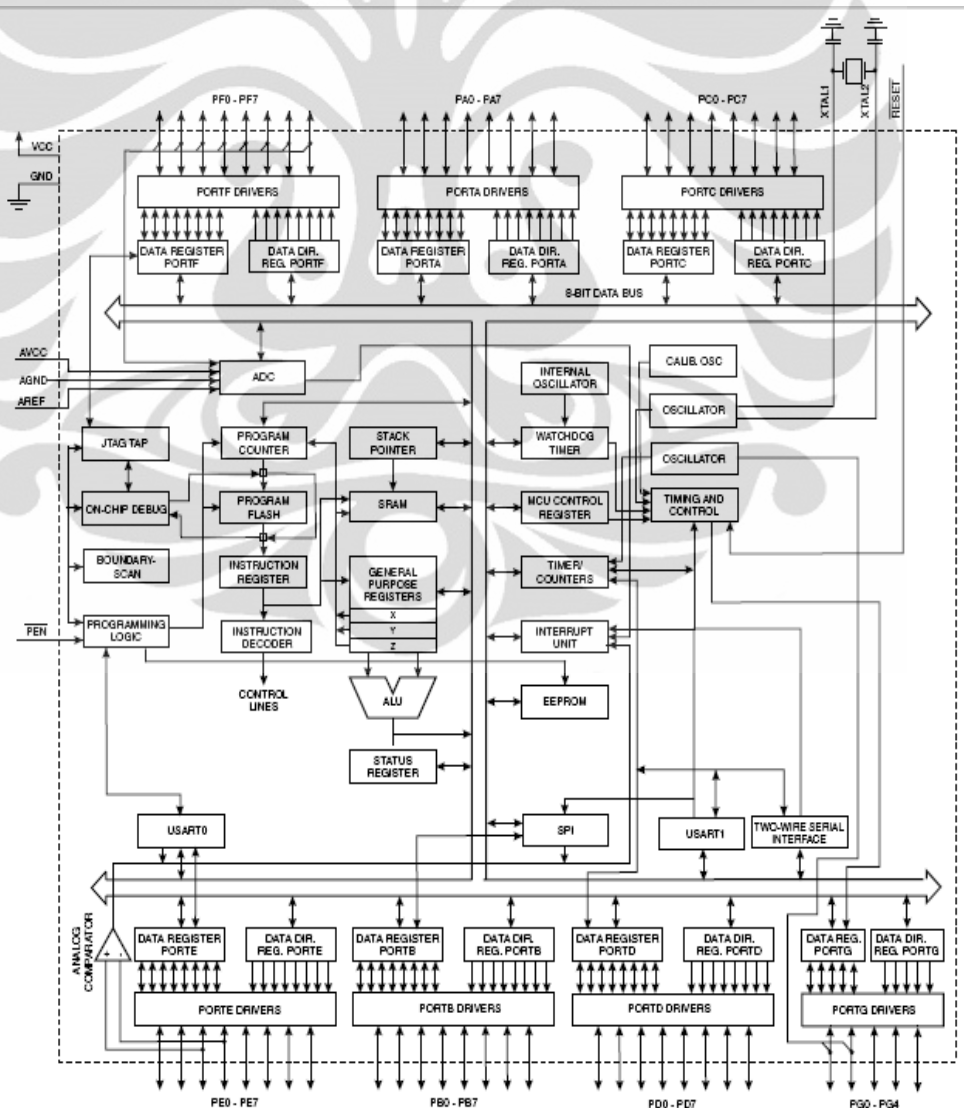 XTAL1
XTAL2
RESET
PF0 - PF7
PA0 - PA7
PC0 - PC7
VCC
GND
PORTF DRIVERS
PORTA DRIVERS
PORTC DRIVERS
DATA REGISTER
PORTF
DATA DIR.
REG. PORTF
DATA REGISTER
PORTA
DATA DIR.
REG. PORTA
DATA REGISTER
PORTC
DATA DIR.
REG. PORTC
8-BIT DATA BUS
AVCC
AGND
AREF
ADC
INTERNAL
OSCILLATOR
CALIB. OSC
OSCILLATOR
JTAG TAP
PROGRAM
COUNTER
STACK
POINTER
WATCHDOG
TIMER
OSCILLATOR
ON-CHIP DEBUG
PROGRAM
FLASH
SRAM
MCU CONTROL
REGISTER
TIMING AND
CONTROL
BOUNDARY-
SCAN
INSTRUCTION
REGISTER
GENERAL
PURPOSE
REGISTERS
X
Y
Z
TIMER/
COUNTERS
PEN
PROGRAMMING
LOGIC
INSTRUCTION
DECODER
INTERRUPT
UNIT
CONTROL
LINES
ALU
EEPROM
STATUS
REGISTER
USART0
SPI
USART1
TWO-WIRE SERIAL
INTERFACE
ANALOG
COMPARATOR
+
-
DATA REGISTER
PORTE
DATA DIR.
REG. PORTE
DATA REGISTER
PORTB
DATA DIR.
REG. PORTB
DATA REGISTER
PORTD
DATA DIR.
REG. PORTD
DATA REG.
PORTG
DATA DIR.
REG. PORTG
PORTE DRIVERS
PORTB DRIVERS
PORTD DRIVERS
PORTG DRIVERS
PE0 - PE7
PB0 - PB7
PD0 - PD7
PG0 - PG4